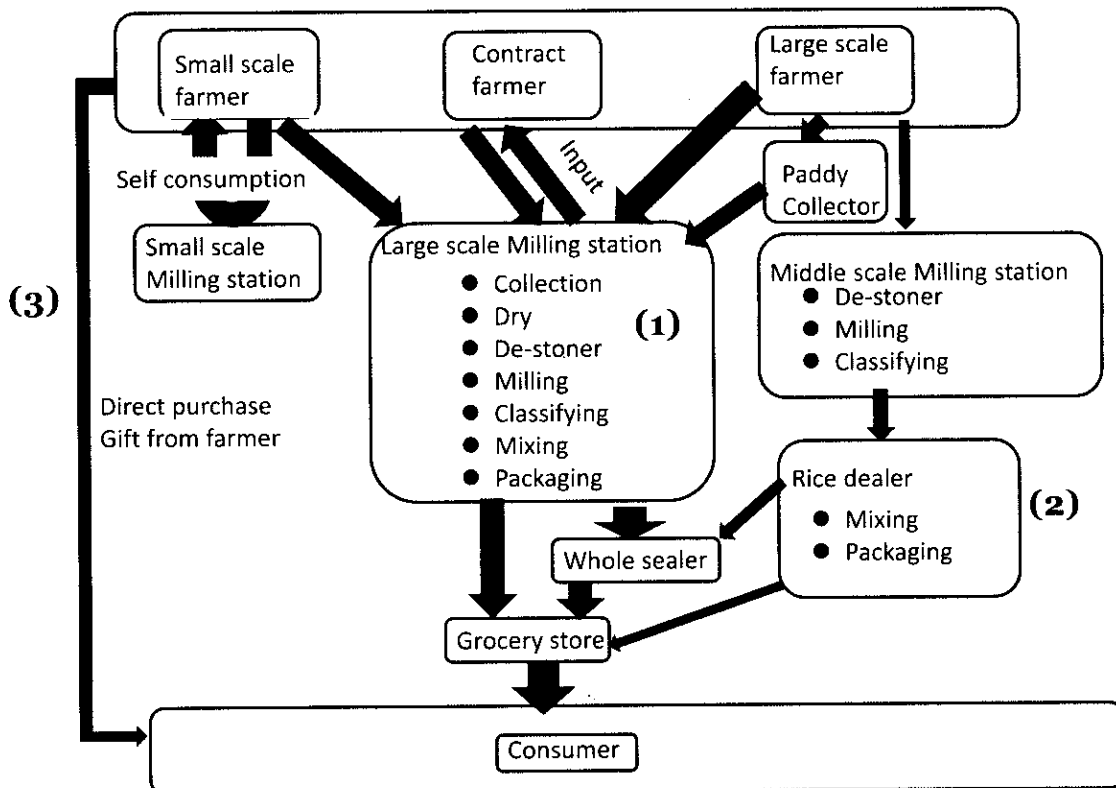 Small scale
farmer
Contract
farmer
Large scale
farmer
Input
Self consumption
Paddy
Collector
Small scale
Milling station
Large scale Milling station
● Collection
● Dry
● De-stoner
● Milling
● Classifying
● Mixing
● Packaging
(1)
Middle scale Milling station
● De-stoner
● Milling
● Classifying
(3)
Direct purchase
Gift from farmer
Rice dealer
● Mixing
● Packaging
(2)
Whole sealer
Grocery store
Consumer